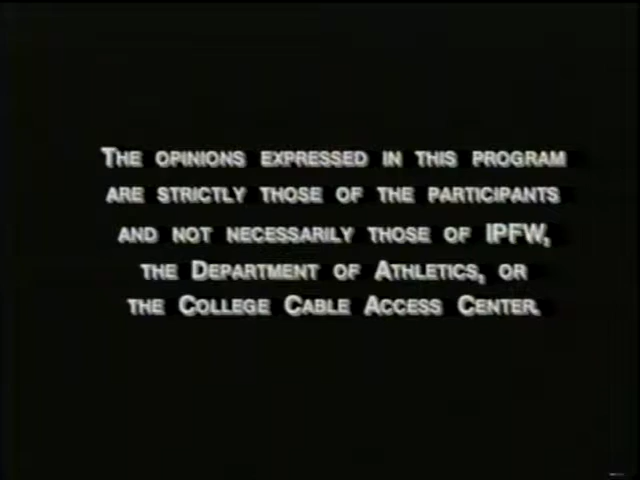 The opinions expressed in this program
are strictly those of the participants
and not necessarily those of IPFW,
the Department of Athletics, or
the College Cable Access Center.